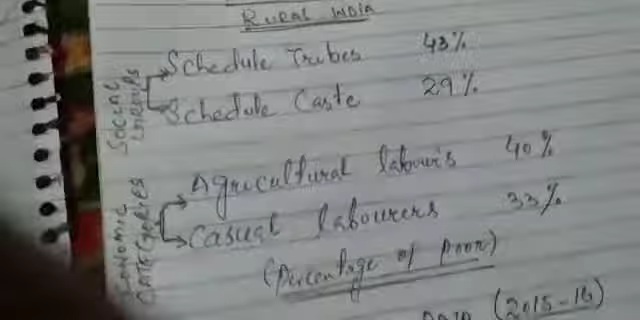 RURAL INDIA
SOCIAL GROUPS
Schedule Tribes 43%
Schedule Caste 29%
ECONOMIC CATEGORIES
Agricultural labours 40%
Casual labourers 33%
(Percentage of poor)
DATA (2015-16)